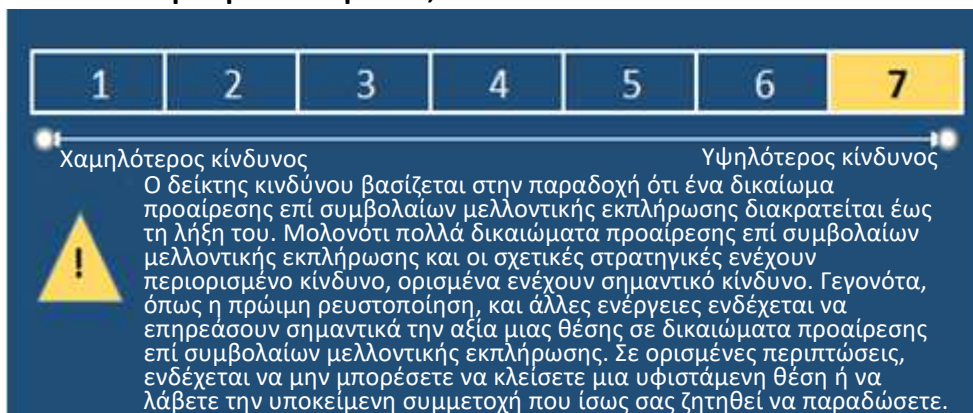 1 2 3 4 5 6 7
Χαμηλότερος κίνδυνος Υψηλότερος κίνδυνος
Ο δείκτης κινδύνου βασίζεται στην παραδοχή ότι ένα δικαίωμα
προαίρεσης επί συμβολαίων μελλοντικής εκπλήρωσης διακρατείται έως
τη λήξη του. Μολονότι πολλά δικαιώματα προαίρεσης επί συμβολαίων
μελλοντικής εκπλήρωσης και οι σχετικές στρατηγικές ενέχουν
περιορισμένο κίνδυνο, ορισμένα ενέχουν σημαντικό κίνδυνο. Γεγονότα,
όπως η πρώιμη ρευστοποίηση, και άλλες ενέργειες ενδέχεται να
επηρεάσουν σημαντικά την αξία μιας θέσης σε δικαιώματα προαίρεσης
επί συμβολαίων μελλοντικής εκπλήρωσης. Σε ορισμένες περιπτώσεις,
ενδέχεται να μην μπορέσετε να κλείσετε μια υφιστάμενη θέση ή να
λάβετε την υποκείμενη συμμετοχή που ίσως σας ζητηθεί να παραδώσετε.